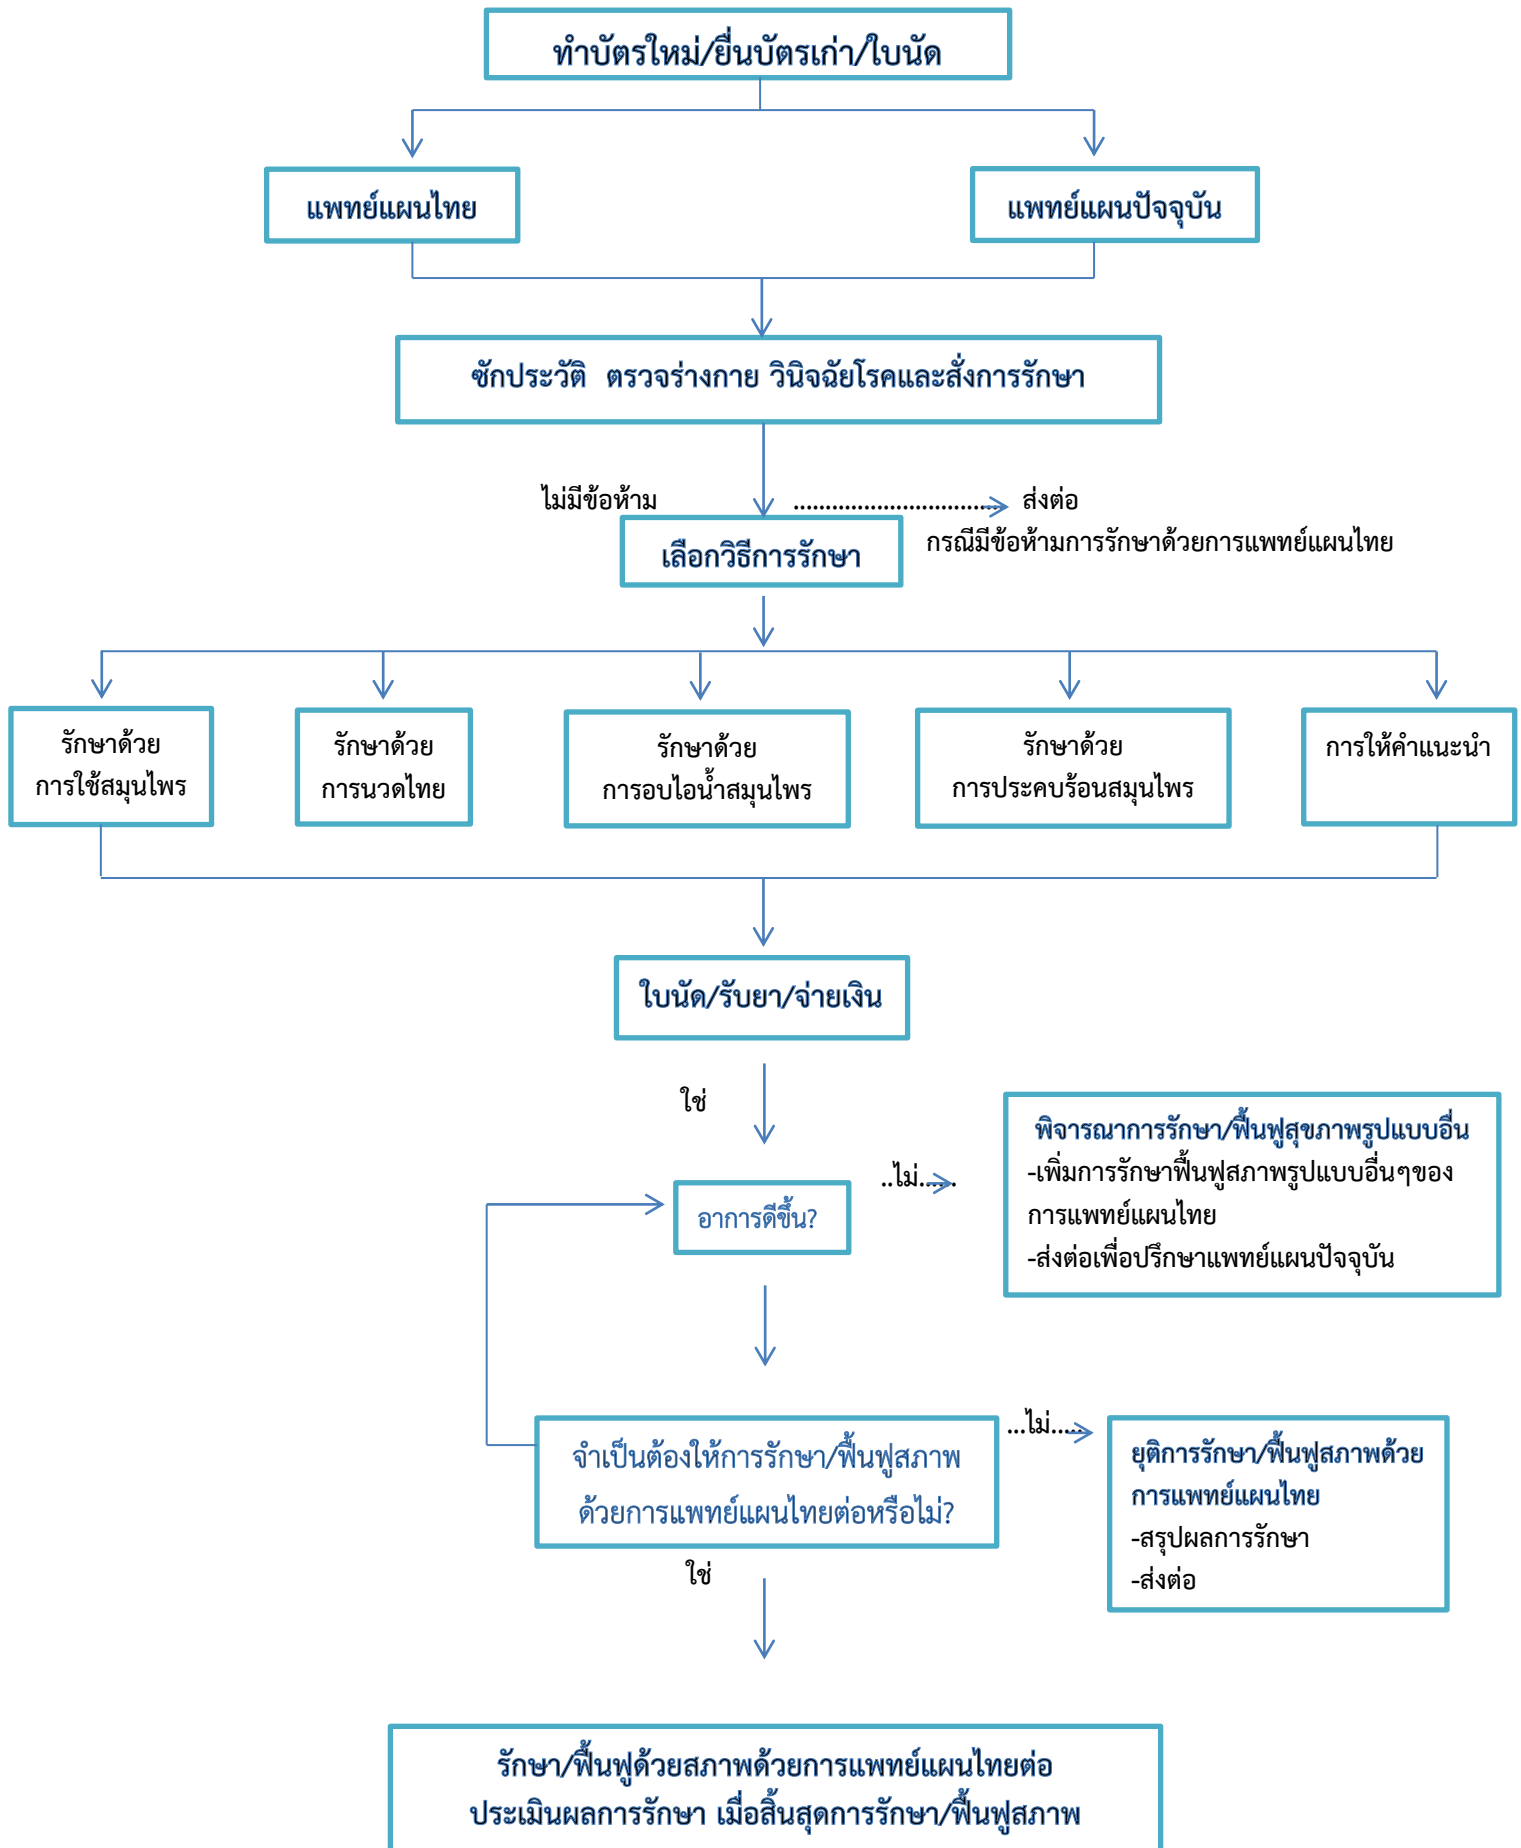 ทำบัตรใหม่/ยื่นบัตรเก่า/ใบนัด
แพทย์แผนไทย
แพทย์แผนปัจจุบัน
ซักประวัติ  ตรวจร่างกาย วินิจฉัยโรคและสั่งการรักษา
ไม่มีข้อห้าม
................................ ส่งต่อ
กรณีมีข้อห้ามการรักษาด้วยการแพทย์แผนไทย
เลือกวิธีการรักษา
รักษาด้วย
การใช้สมุนไพร
รักษาด้วย
การนวดไทย
รักษาด้วย
การอบไอน้ำสมุนไพร
รักษาด้วย
การประคบร้อนสมุนไพร
การให้คำแนะนำ
ใบนัด/รับยา/จ่ายเงิน
ใช่
พิจารณาการรักษา/ฟื้นฟูสุขภาพรูปแบบอื่น
-เพิ่มการรักษาฟื้นฟูสภาพรูปแบบอื่นๆของ
การแพทย์แผนไทย
-ส่งต่อเพื่อปรึกษาแพทย์แผนปัจจุบัน
..ไม่......
อาการดีขึ้น?
...ไม่.....
จำเป็นต้องให้การรักษา/ฟื้นฟูสภาพ
ด้วยการแพทย์แผนไทยต่อหรือไม่?
ยุติการรักษา/ฟื้นฟูสภาพด้วย
การแพทย์แผนไทย
-สรุปผลการรักษา
-ส่งต่อ
ใช่
รักษา/ฟื้นฟูด้วยสภาพด้วยการแพทย์แผนไทยต่อ
ประเมินผลการรักษา เมื่อสิ้นสุดการรักษา/ฟื้นฟูสภาพ